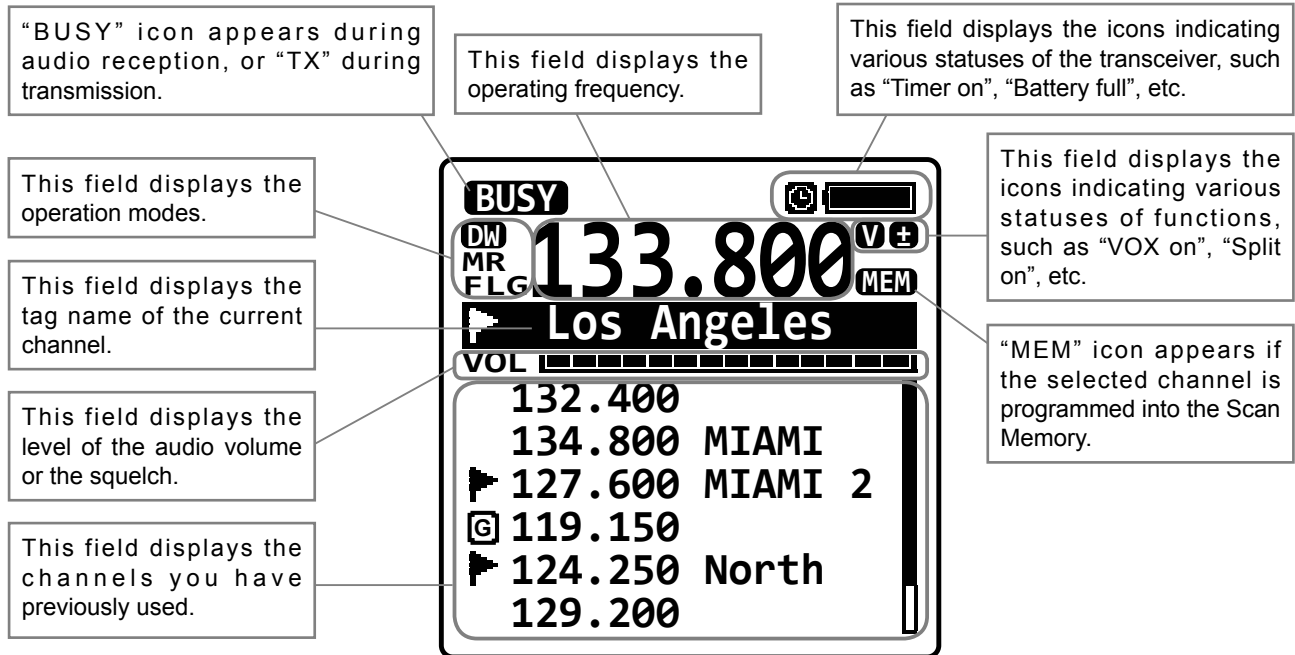 “BUSY” icon appears during
audio reception, or “TX” during
transmission.
This field displays the
operating frequency.
This field displays the icons indicating
various statuses of the transceiver, such
as “Timer on”, “Battery full”, etc.
This field displays the
operation modes.
This field displays the
tag name of the current
channel.
This field displays the
level of the audio volume
or the squelch.
This field displays the
channels you have
previously used.
BUSY
DW
MR
FLG
133.800
V ±
MEM
Los Angeles
VOL
132.400
134.800 MIAMI
127.600 MIAMI 2
G 119.150
124.250 North
129.200
This field displays the
icons indicating various
statuses of functions,
such as “VOX on”, “Split
on”, etc.
“MEM” icon appears if
the selected channel is
programmed into the Scan
Memory.